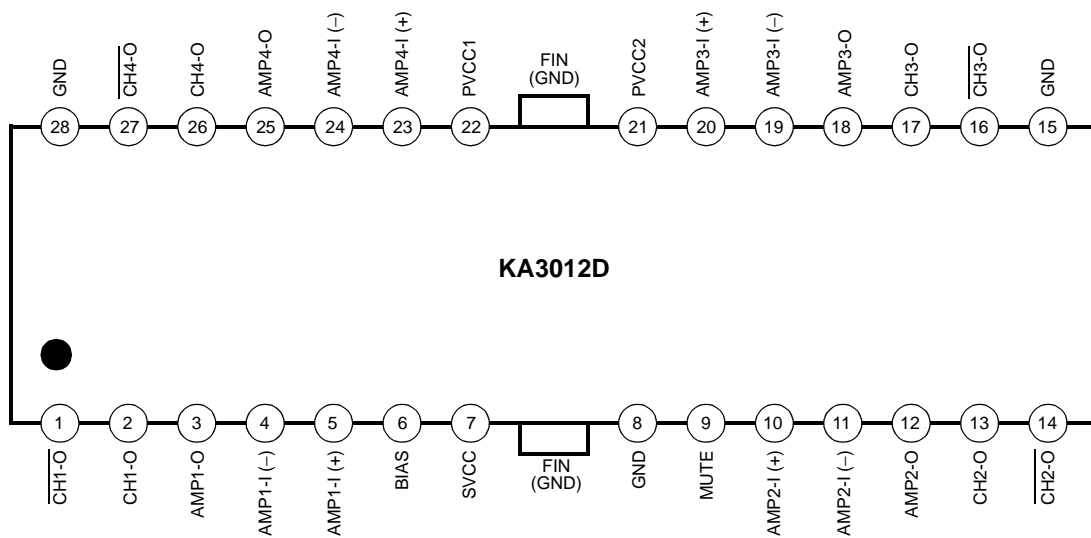 GND
CH4-O
CH4-O
AMP4-O
AMP4-I (–)
AMP4-I (+)
PVCC1
FIN
(GND)
PVCC2
AMP3-I (+)
AMP3-I (–)
AMP3-O
CH3-O
CH3-O
GND
28 27 26 25 24 23 22 21 20 19 18 17 16 15
KA3012D
1 2 3 4 5 6 7 8 9 10 11 12 13 14
CH1-O
CH1-O
AMP1-O
AMP1-I (–)
AMP1-I (+)
BIAS
SVCC
FIN
(GND)
GND
MUTE
AMP2-I (+)
AMP2-I (–)
AMP2-O
CH2-O
CH2-O